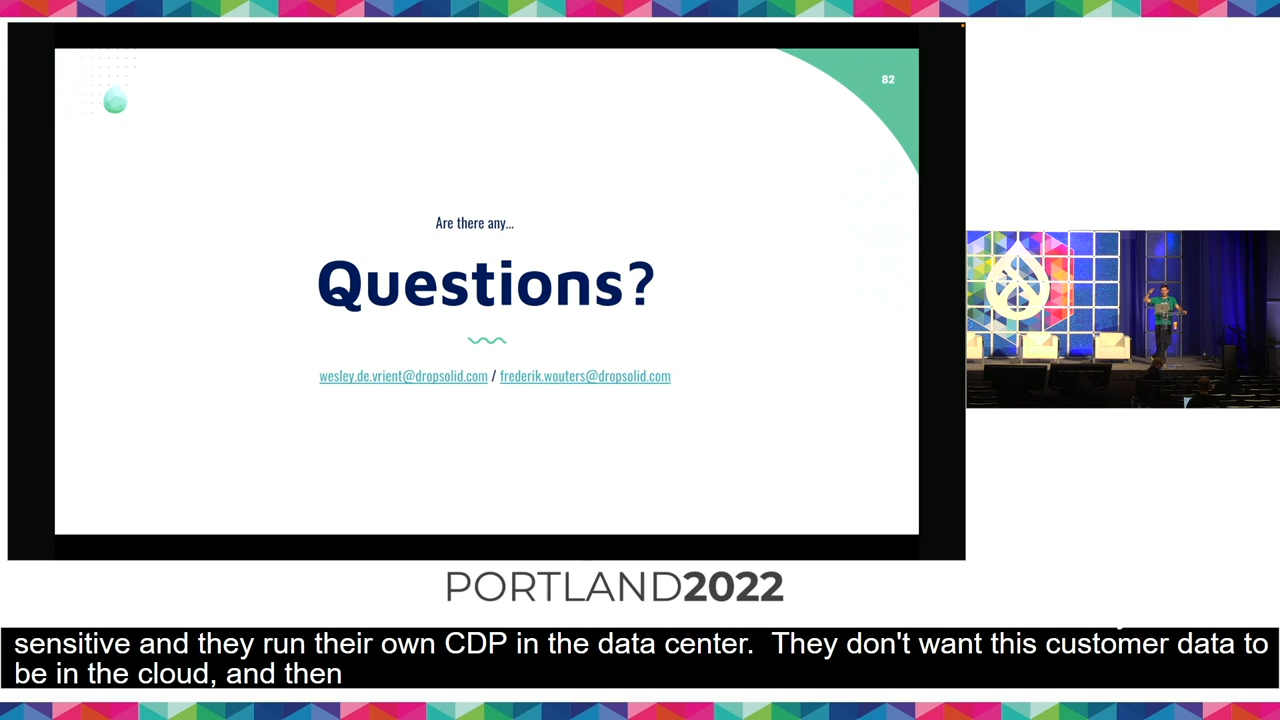 82
Are there any...
Questions?
wesley.de.vrient@dropsolid.com / frederik.wouters@dropsolid.com
PORTLAND2022
sensitive and they run their own CDP in the data center.  They don't want this customer data to
be in the cloud, and then